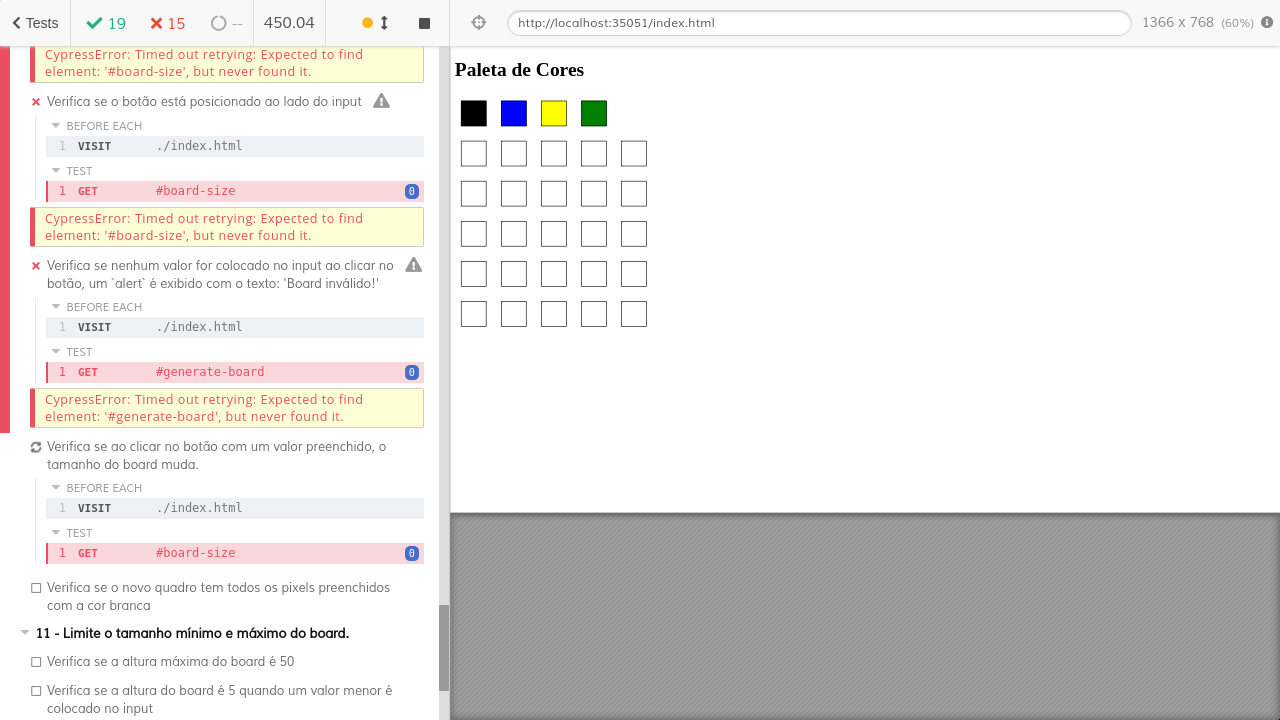 Tests 19 15 -- 450.04 http://localhost:35051/index.html 1366 x 768 (60%)
CypressError: Timed out retrying: Expected to find
element: '#board-size', but never found it.
Verifica se o botão está posicionado ao lado do input
BEFORE EACH
1 VISIT ./index.html
TEST
1 GET #board-size 0
CypressError: Timed out retrying: Expected to find
element: '#board-size', but never found it.
Verifica se nenhum valor for colocado no input ao clicar no
botão, um `alert` é exibido com o texto: 'Board inválido!'
BEFORE EACH
1 VISIT ./index.html
TEST
1 GET #generate-board 0
CypressError: Timed out retrying: Expected to find
element: '#generate-board', but never found it.
Verifica se ao clicar no botão com um valor preenchido, o
tamanho do board muda.
BEFORE EACH
1 VISIT ./index.html
TEST
1 GET #board-size 0
Verifica se o novo quadro tem todos os pixels preenchidos
com a cor branca
11 - Limite o tamanho mínimo e máximo do board.
Verifica se a altura máxima do board é 50
Verifica se a altura do board é 5 quando um valor menor é
colocado no input
Paleta de Cores